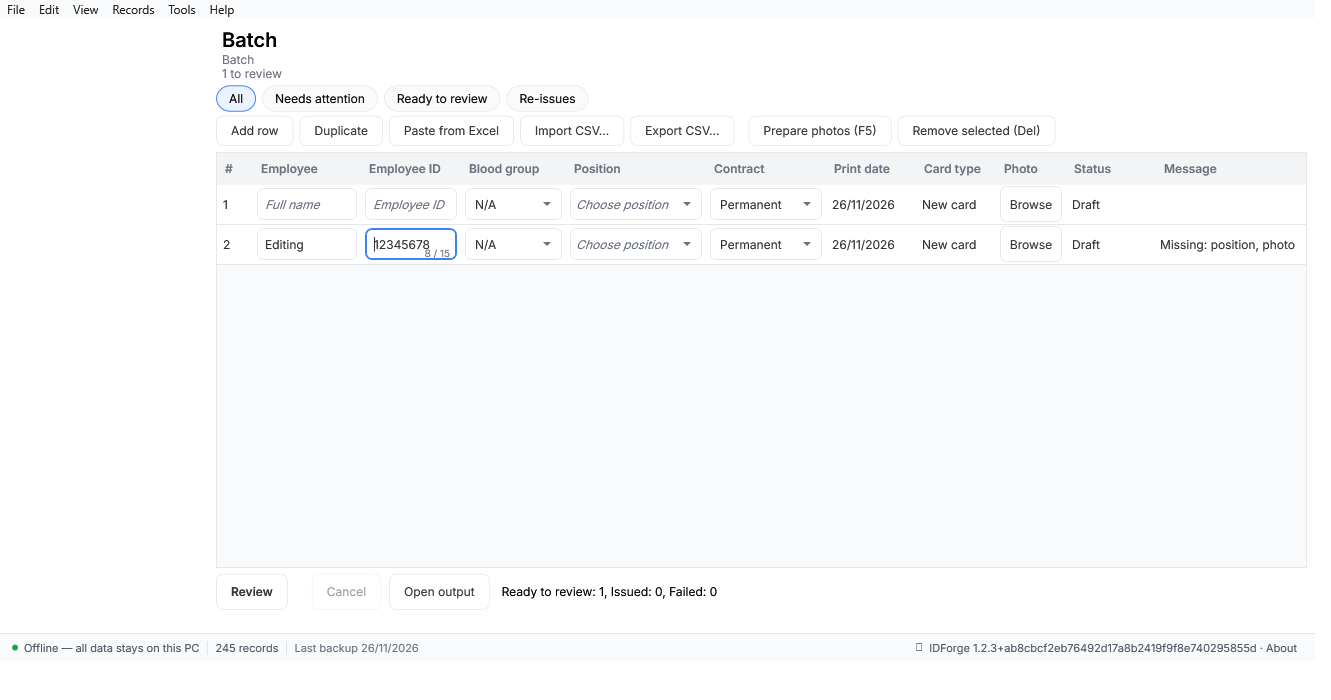 File Edit View Records Tools Help
Batch
Batch
1 to review
All Needs attention Ready to review Re-issues
Add row Duplicate Paste from Excel Import CSV... Export CSV... Prepare photos (F5) Remove selected (Del)
# Employee Employee ID Blood group Position Contract Print date Card type Photo Status Message
1 Full name Employee ID N/A Choose position Permanent 26/11/2026 New card Browse Draft
2 Editing 12345678 8 / 15 N/A Choose position Permanent 26/11/2026 New card Browse Draft Missing: position, photo
Review Cancel Open output Ready to review: 1, Issued: 0, Failed: 0
Offline — all data stays on this PC 245 records Last backup 26/11/2026 IDForge 1.2.3+ab8cbcf2eb76492d17a8b2419f9f8e740295855d · About